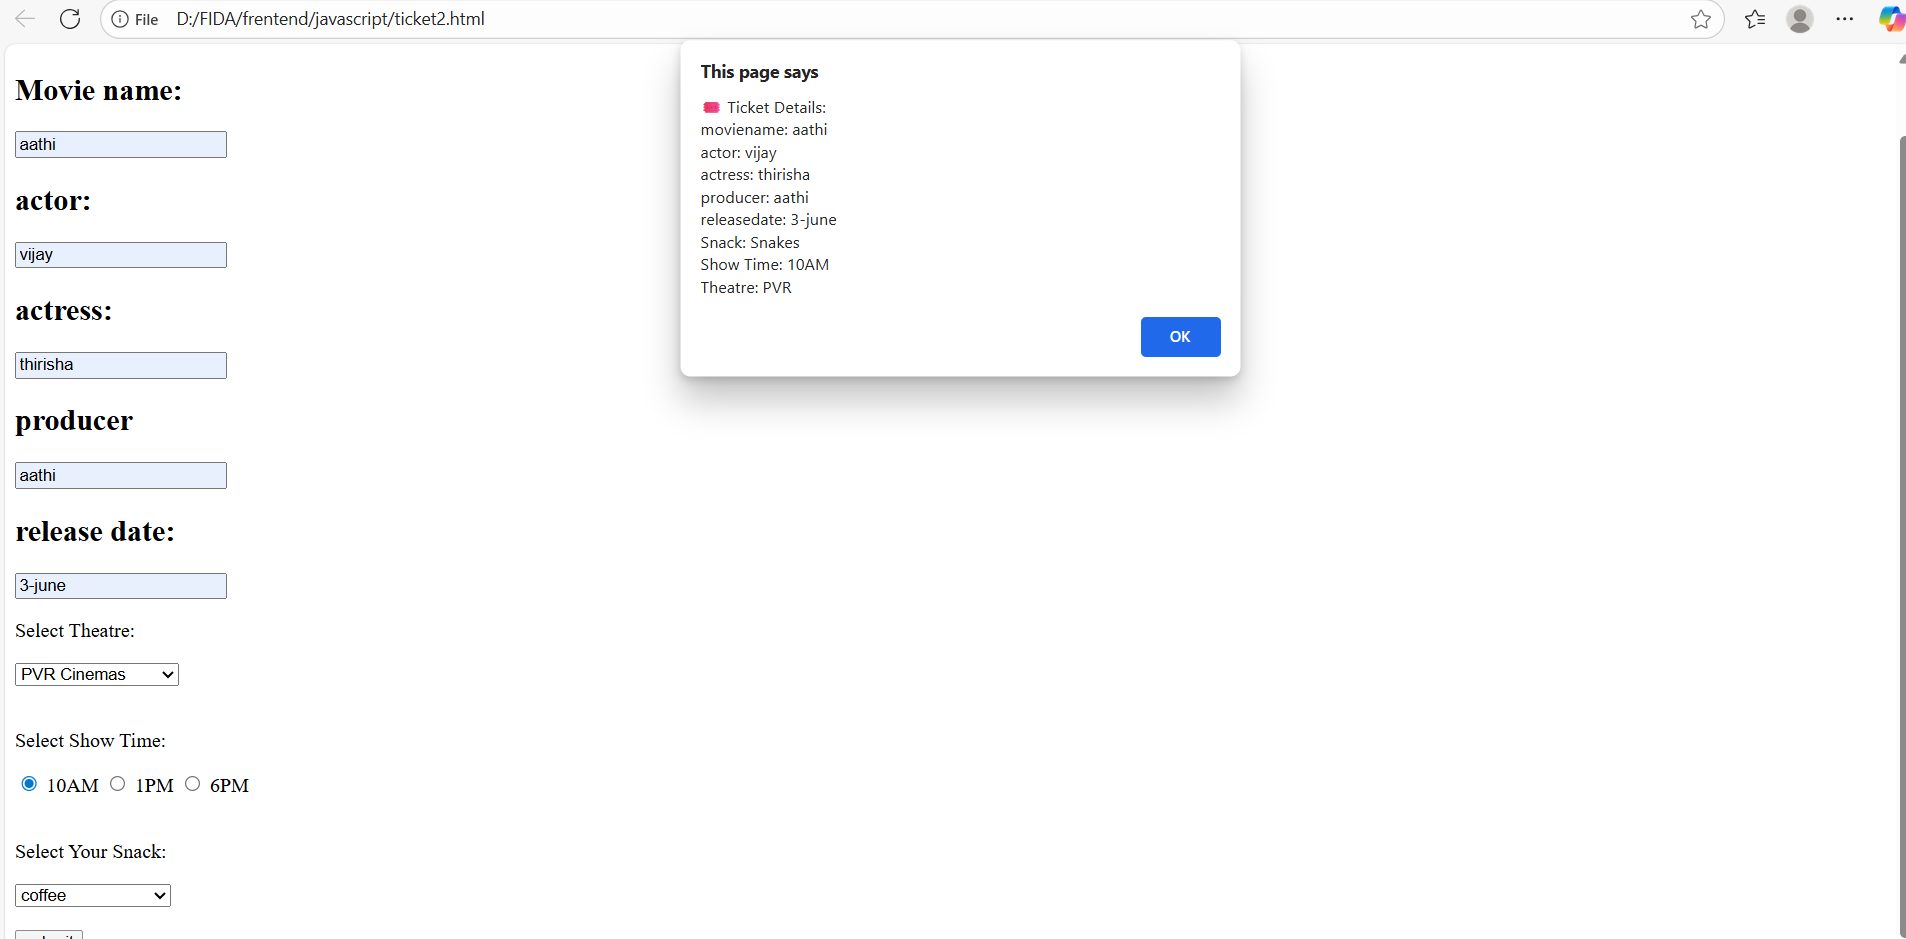 File D:/FIDA/frentend/javascript/ticket2.html
This page says
Ticket Details:
moviename: aathi
actor: vijay
actress: thirisha
producer: aathi
releasedate: 3-june
Snack: Snakes
Show Time: 10AM
Theatre: PVR
OK
Movie name:
aathi
actor:
vijay
actress:
thirisha
producer
aathi
release date:
3-june
Select Theatre:
PVR Cinemas
Select Show Time:
10AM 1PM 6PM
Select Your Snack:
coffee